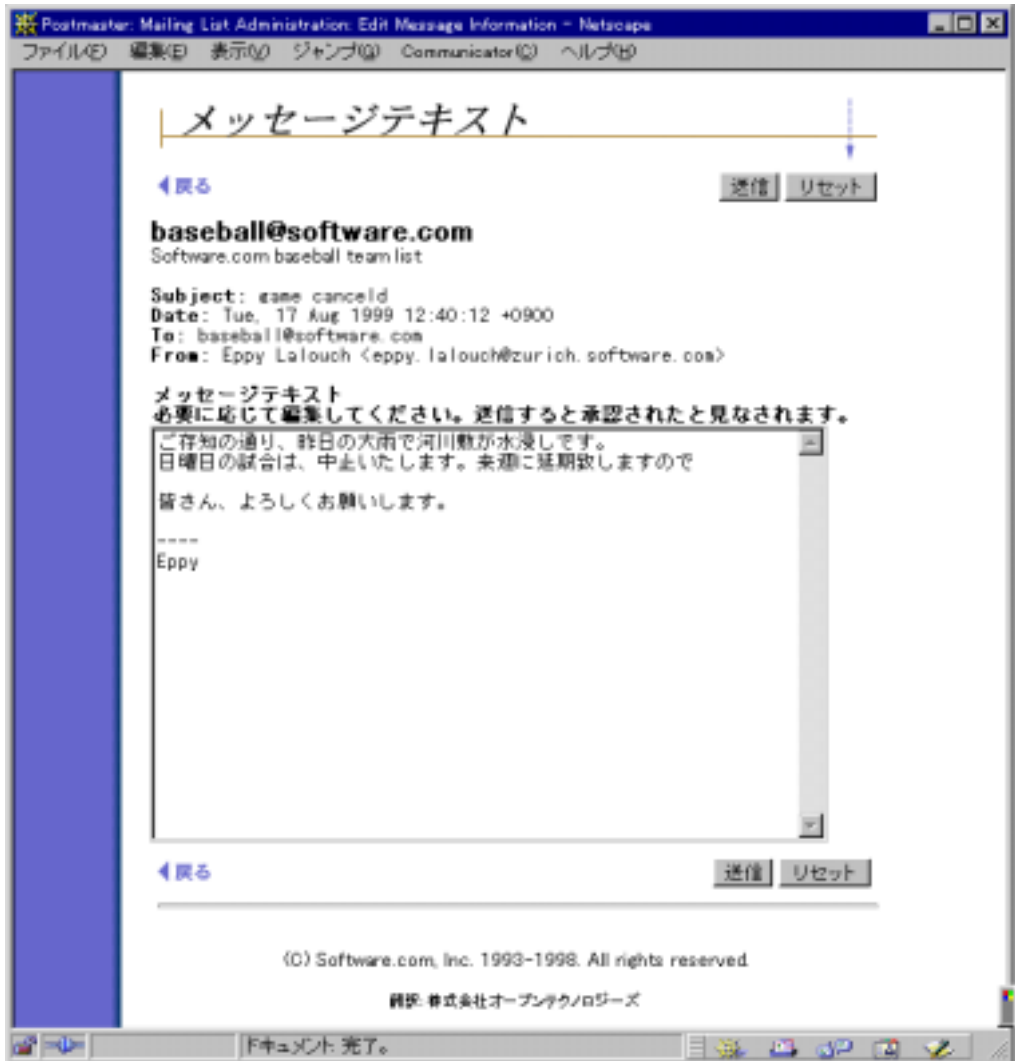 Postmaster: Mailing List Administration: Edit Message Information - Netscape
ファイル(F) 編集(E) 表示(V) ジャンプ(G) Communicator(C) ヘルプ(H)
メッセージテキスト
戻る 送信 リセット
baseball@software.com
Software.com baseball team list
Subject: game canceld
Date: Tue, 17 Aug 1999 12:40:12 +0900
To: baseball@software.com
From: Eppy Lalouch <eppy.lalouch@zurich.software.com>
メッセージテキスト
必要に応じて編集してください。送信すると承認されたと見なされます。
ご存知の通り、昨日の大雨で河川敷が水浸しです。
日曜日の試合は、中止いたします。来週に延期致しますので
皆さん、よろしくお願いします。
----
Eppy
戻る 送信 リセット
(C) Software.com, Inc. 1993-1998. All rights reserved.
翻訳: 株式会社オープンテクノロジーズ
ドキュメント: 完了。